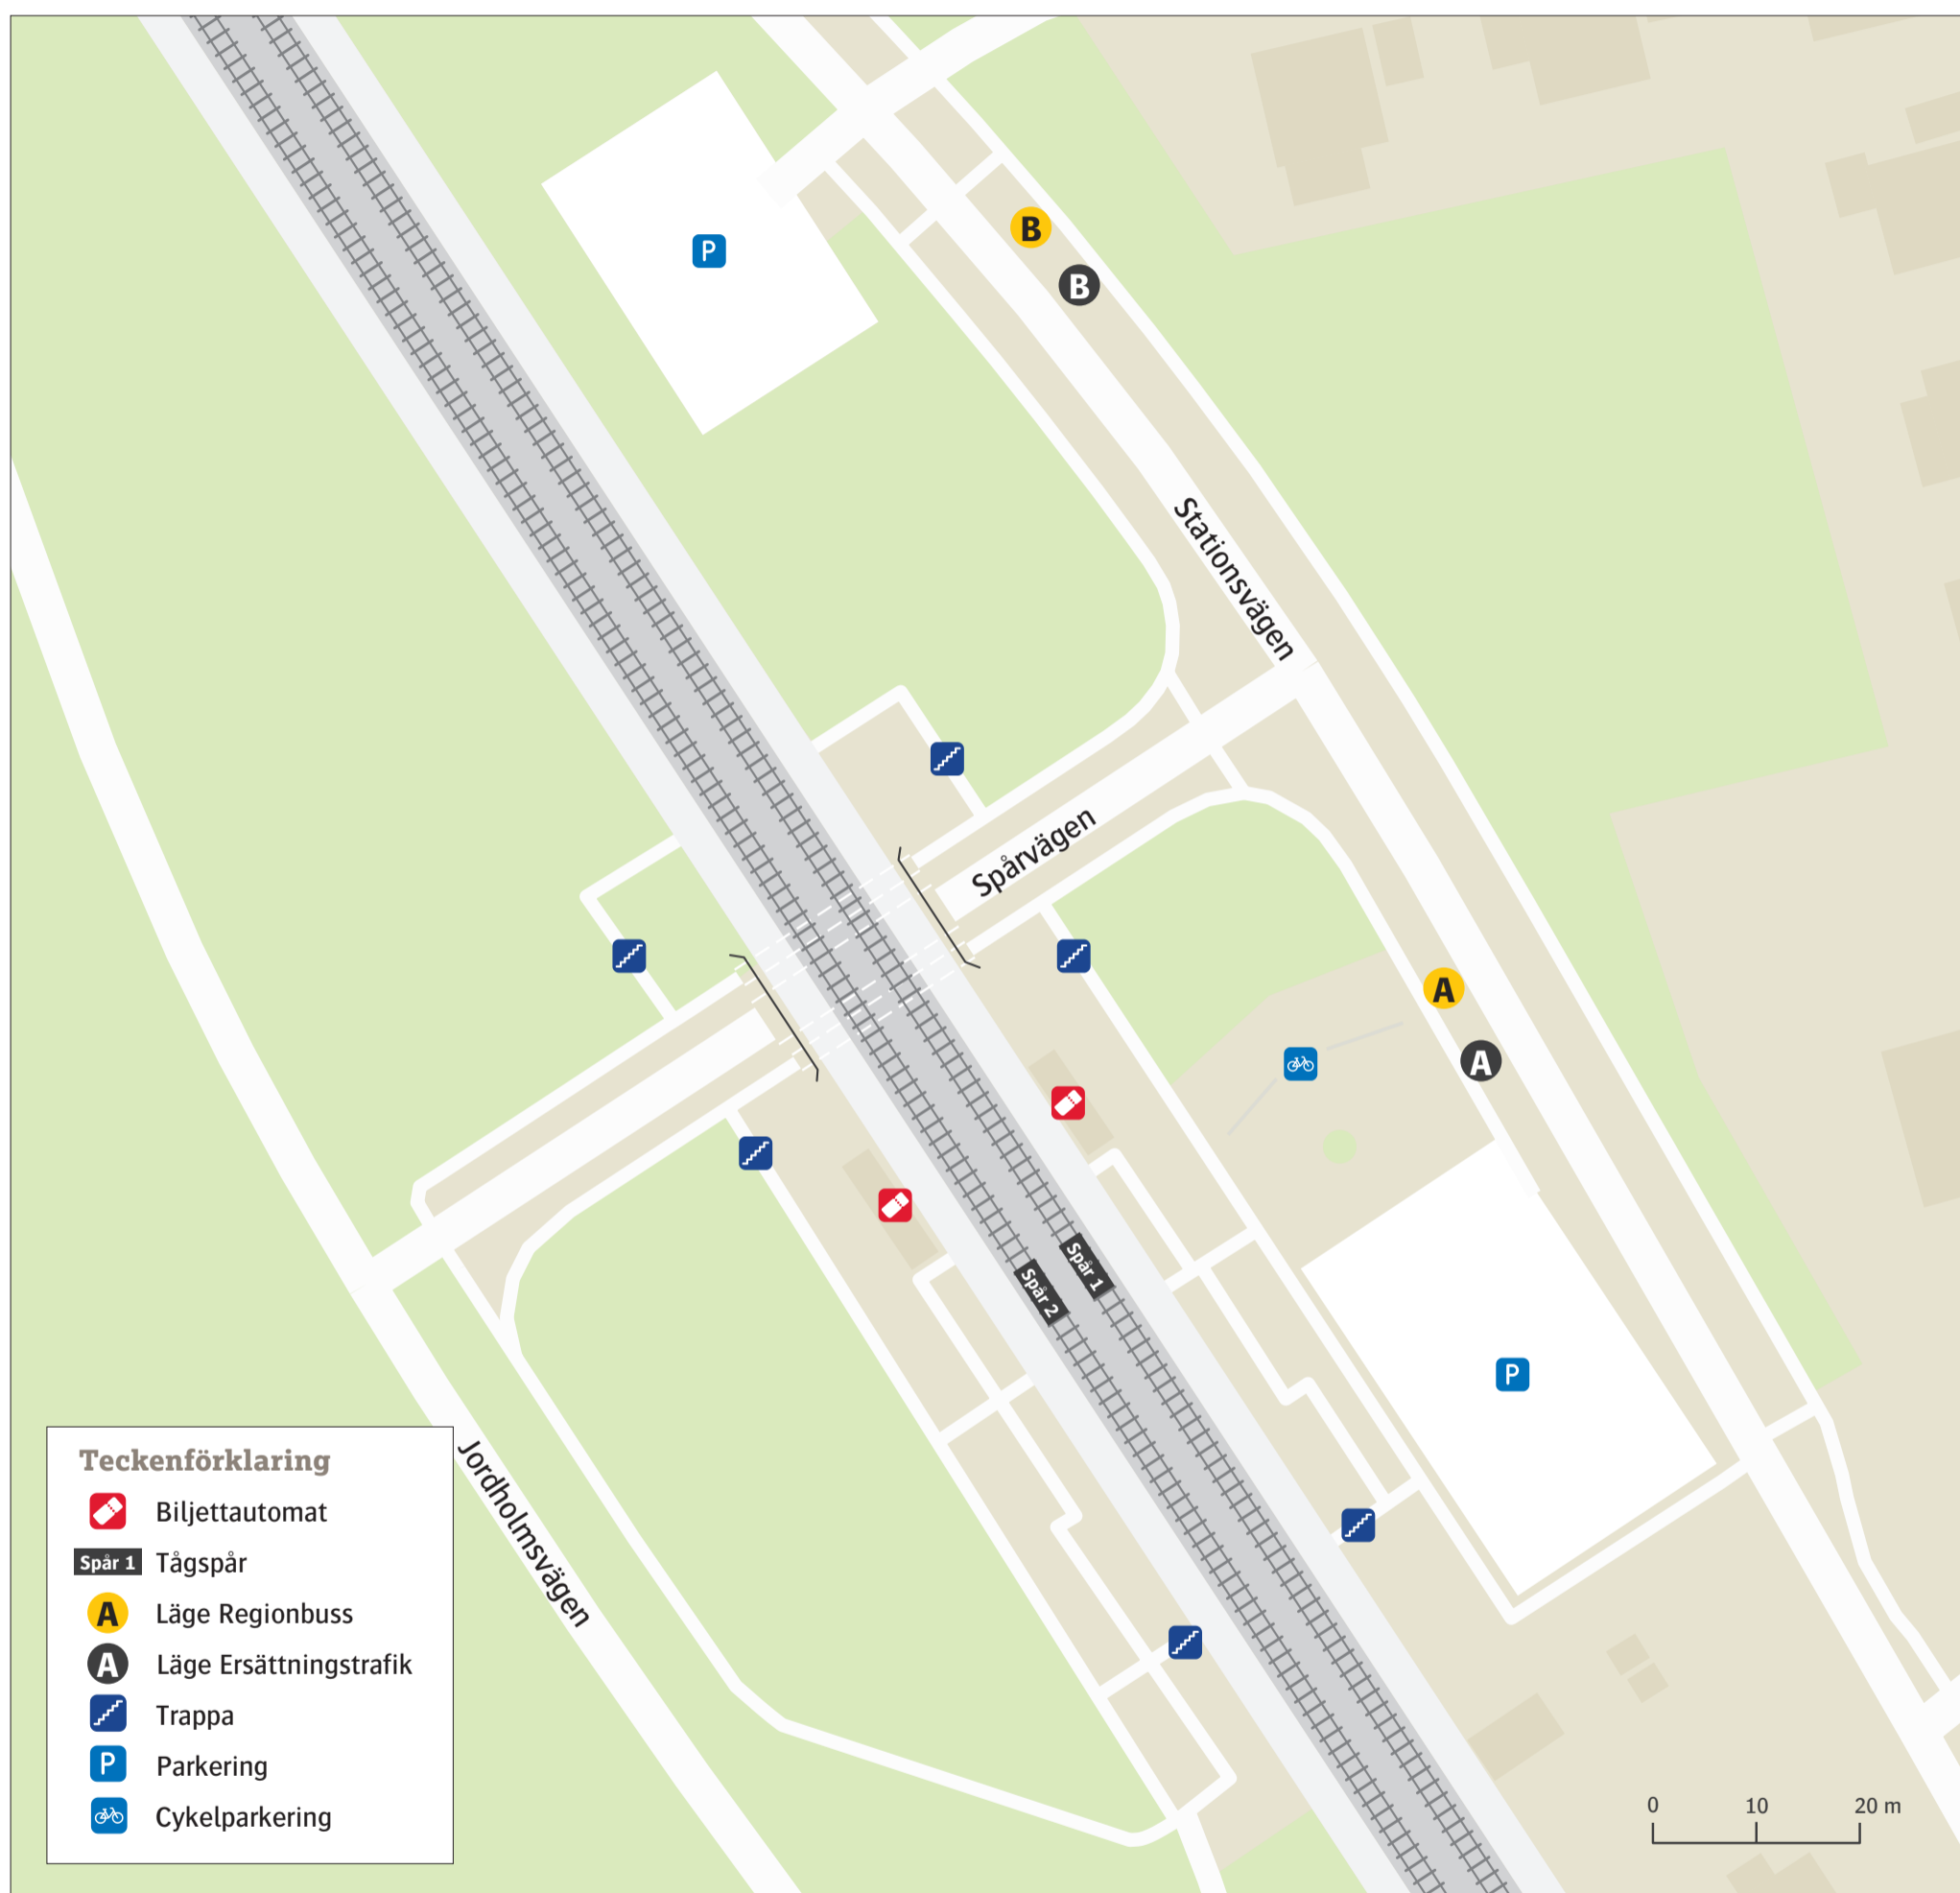 P
B
B
Stationsvägen
Spårvägen
A
A
Spår 1
Spår 2
P
Jordholmsvägen
Teckenförklaring
Biljettautomat
Spår 1 Tågspår
A Läge Regionbuss
A Läge Ersättningstrafik
Trappa
P Parkering
Cykelparkering
0 10 20 m